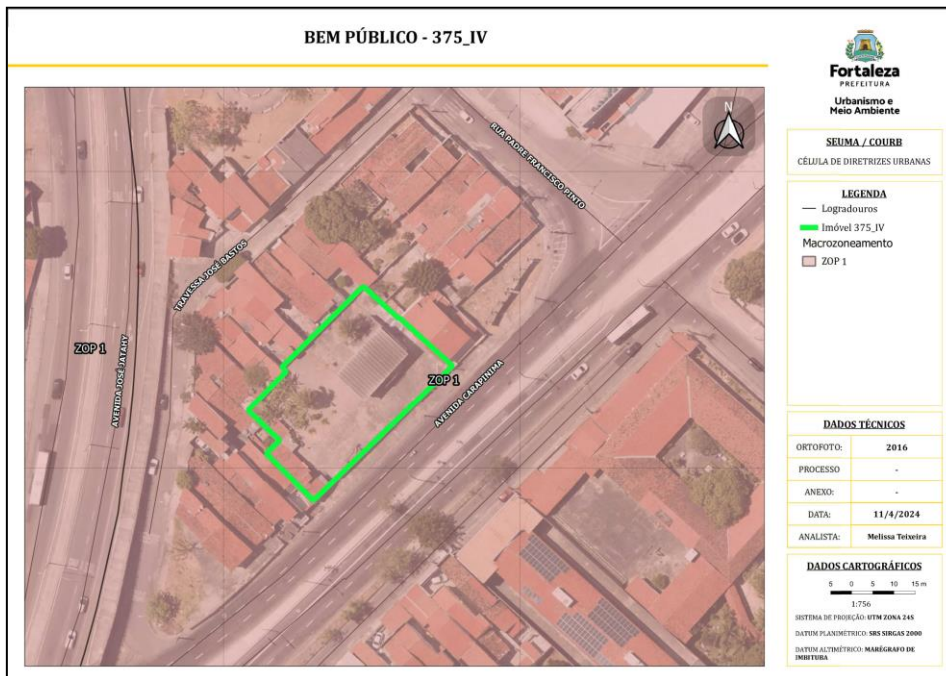 BEM PÚBLICO - 375_IV
Fortaleza
PREFEITURA
Urbanismo e
Meio Ambiente
SEUMA / COURB
CÉLULA DE DIRETRIZES URBANAS
LEGENDA
Logradouros
Imóvel 375_IV
Macrozoneamento
ZOP 1
N
RUA PADRE FRANCISCO PINTO
TRAVESSA JOSÉ BASTOS
ZOP 1
AVENIDA JOSÉ JATAHY
ZOP 1
AVENIDA CARAPINIMA
DADOS TÉCNICOS
ORTOFOTO: 2016
PROCESSO -
ANEXO: -
DATA: 11/4/2024
ANALISTA: Melissa Teixeira
DADOS CARTOGRÁFICOS
5 0 5 10 15 m
1:756
SISTEMA DE PROJEÇÃO: UTM ZONA 24S
DATUM PLANIMÉTRICO: SRS SIRGAS 2000
DATUM ALTIMÉTRICO: MARÉGRAFO DE
IMBITUBA